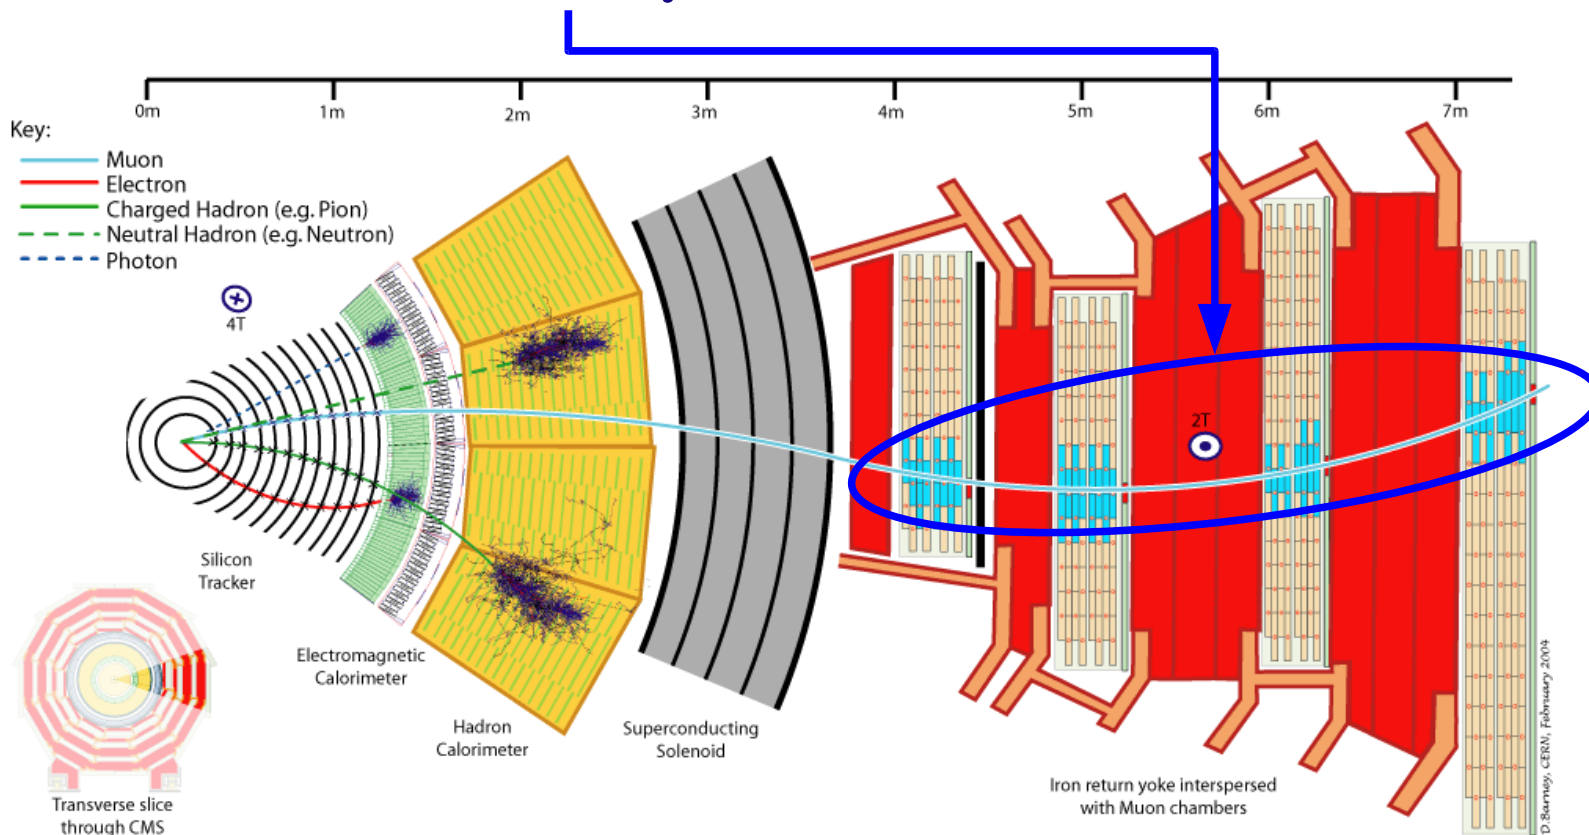 0m
1m
2m
3m
4m
5m
6m
7m
Key:
Muon
Electron
Charged Hadron (e.g. Pion)
Neutral Hadron (e.g. Neutron)
Photon
4T
2T
Silicon
Tracker
Electromagnetic
Calorimeter
Hadron
Calorimeter
Superconducting
Solenoid
Iron return yoke interspersed
with Muon chambers
Transverse slice
through CMS
D.Barney, CERN, February 2004